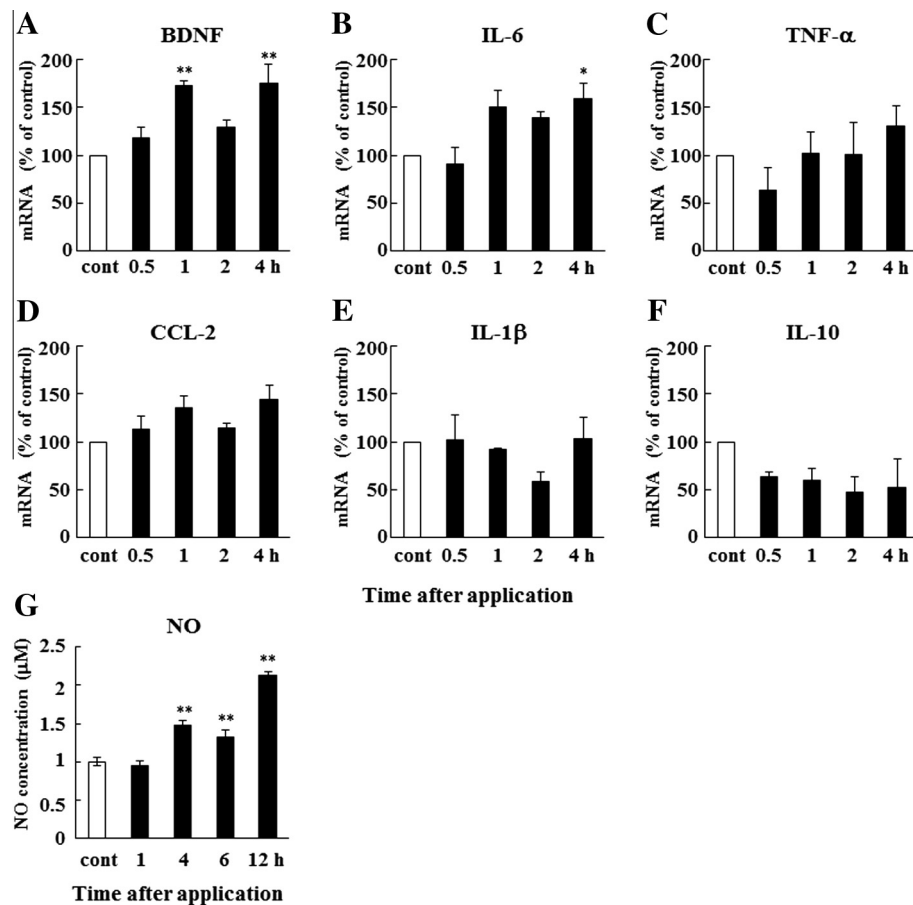 A
BDNF
mRNA (% of control)
200
150
100
50
0
** **
cont 0.5 1 2 4 h
B
IL-6
mRNA (% of control)
200
150
100
50
0
*
cont 0.5 1 2 4 h
C
TNF-α
mRNA (% of control)
200
150
100
50
0
cont 0.5 1 2 4 h
D
CCL-2
mRNA (% of control)
200
150
100
50
0
cont 0.5 1 2 4 h
E
IL-1β
mRNA (% of control)
200
150
100
50
0
cont 0.5 1 2 4 h
F
IL-10
mRNA (% of control)
200
150
100
50
0
cont 0.5 1 2 4 h
Time after application
G
NO
NO concentration (μM)
2.5
2
1.5
1
0.5
0
** ** **
cont 1 4 6 12 h
Time after application